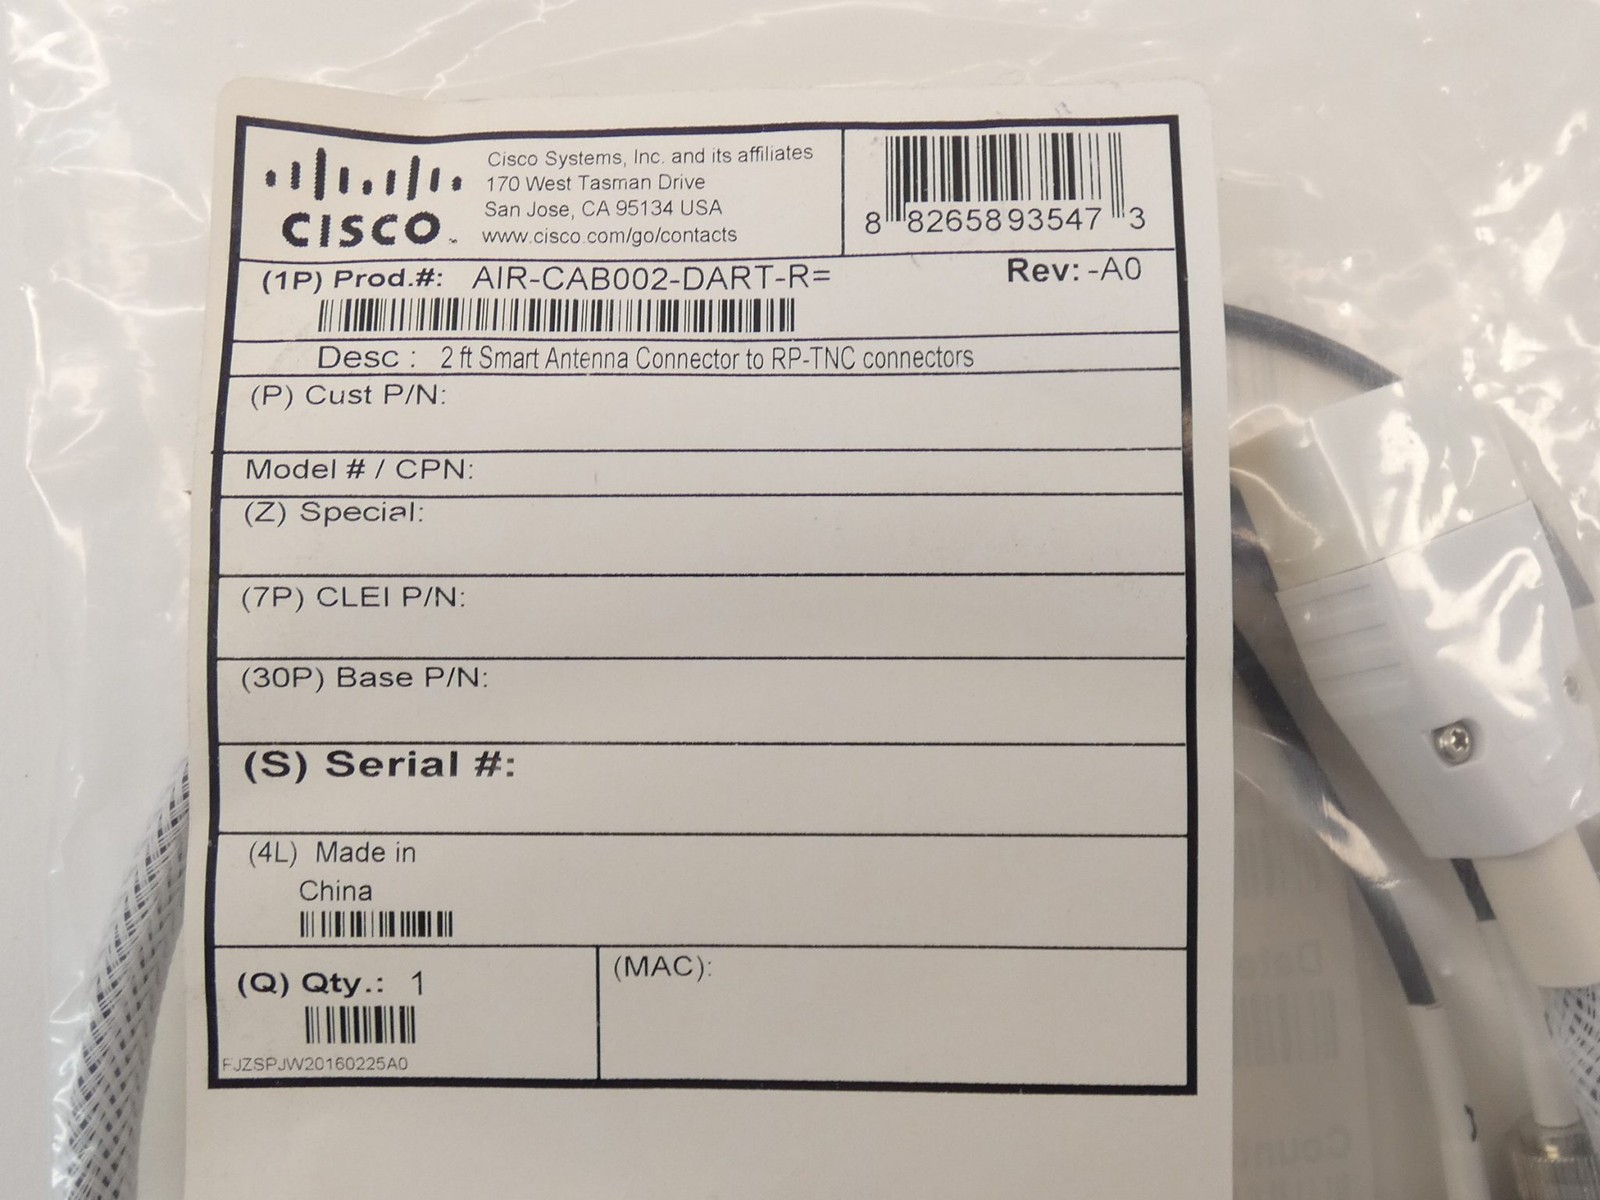 CISCO
Cisco Systems, Inc. and its affiliates
170 West Tasman Drive
San Jose, CA 95134 USA
www.cisco.com/go/contacts
8 82658 93547 3
(1P) Prod.#: AIR-CAB002-DART-R=
Rev: -A0
Desc : 2 ft Smart Antenna Connector to RP-TNC connectors
(P) Cust P/N:
Model # / CPN:
(Z) Special:
(7P) CLEI P/N:
(30P) Base P/N:
(S) Serial #:
(4L) Made in
China
(Q) Qty.: 1
FJZSPJW20160225A0
(MAC):